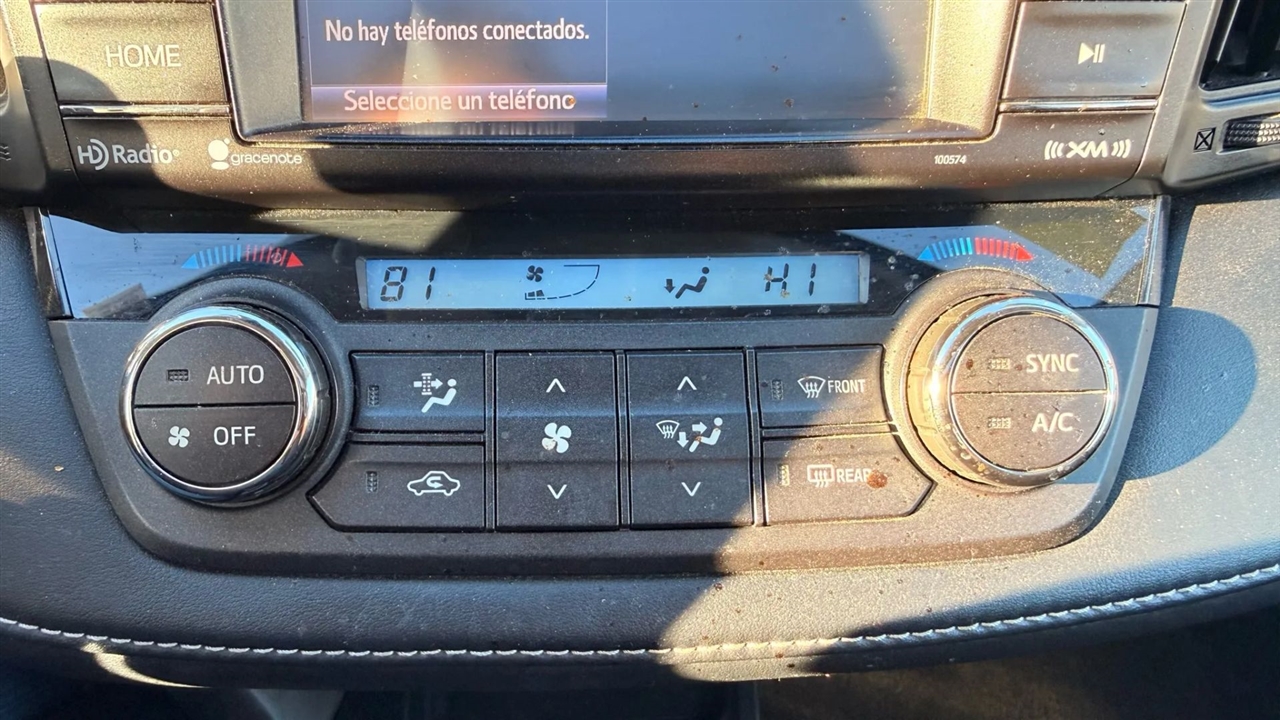 No hay teléfonos conectados.
HOME
Seleccione un teléfono
HD Radio
gracenote
100574
XM
81
HI
AUTO
OFF
FRONT
REAR
SYNC
A/C